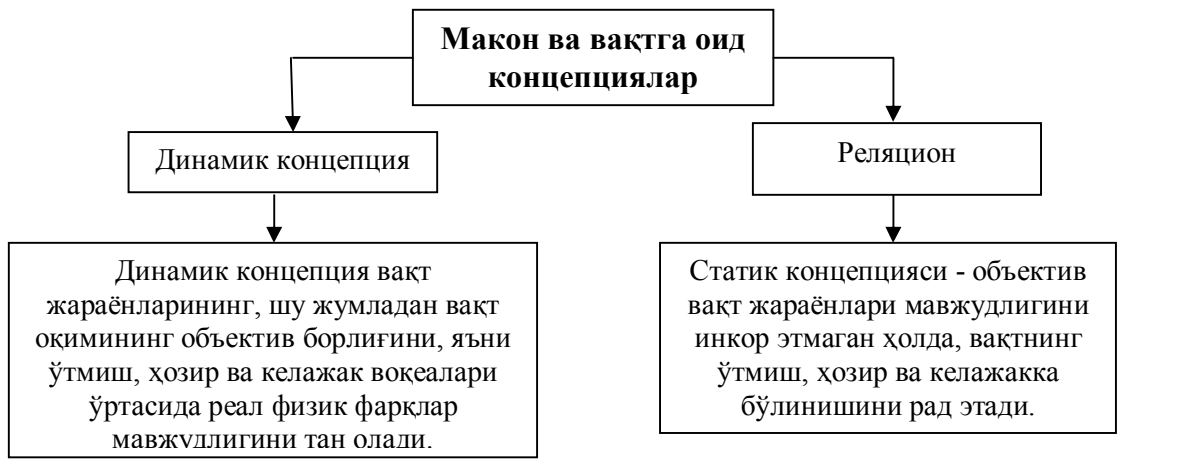 Макон ва вақтга оид
концепциялар
Динамик концепция
Реляцион
Динамик концепция вақт
жараёнларининг, шу жумладан вақт
оқимининг объектив борлиғини, яъни
ўтмиш, ҳозир ва келажак воқеалари
ўртасида реал физик фарқлар
мавжудлигини тан олади.
Статик концепцияси - объектив
вақт жараёнлари мавжудлигини
инкор этмаган ҳолда, вақтнинг
ўтмиш, ҳозир ва келажакка
бўлинишини рад этади.